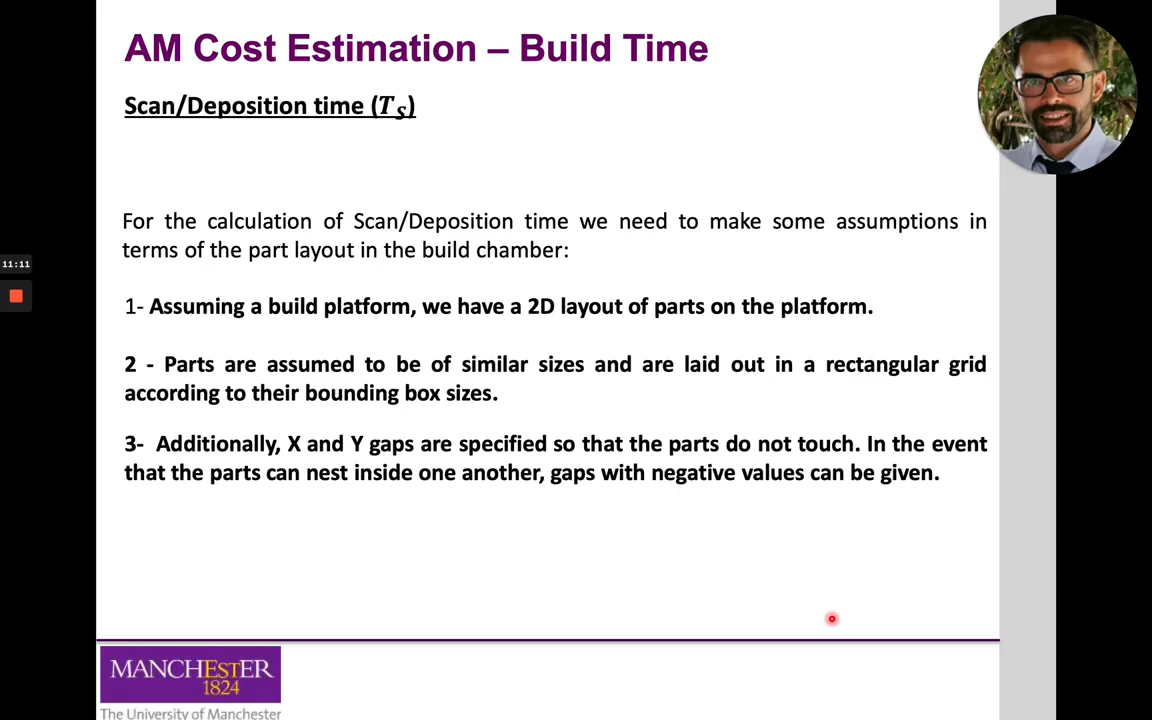 AM Cost Estimation – Build Time
Scan/Deposition time (T_S)
For the calculation of Scan/Deposition time we need to make some assumptions in
terms of the part layout in the build chamber:
11:11
1- Assuming a build platform, we have a 2D layout of parts on the platform.
2 - Parts are assumed to be of similar sizes and are laid out in a rectangular grid
according to their bounding box sizes.
3- Additionally, X and Y gaps are specified so that the parts do not touch. In the event
that the parts can nest inside one another, gaps with negative values can be given.
MANCHESTER
1824
The University of Manchester